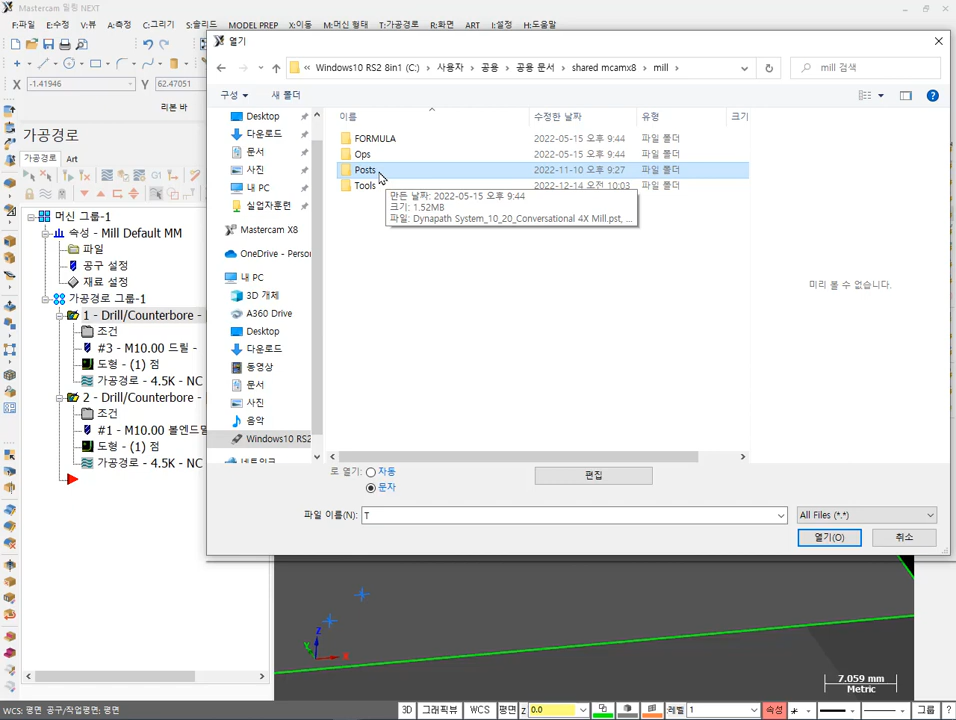 Mastercam 밀링 NEXT
F:파일 E:수정 V:뷰 A:측정 C:그리기 S:솔리드 MODEL PREP X:이동 M:머신 형태 T:가공경로 R:화면 ART I:설정 H:도움말
열기
« Windows10 RS2 8in1 (C:) › 사용자 › 공용 › 공용 문서 › shared mcamx8 › mill ›
mill 검색
X -1.41946 Y 62.47051
리본 바
구성 새 폴더
가공경로
가공경로 Art
이름 수정한 날짜 유형 크기
FORMULA 2022-05-15 오후 9:44 파일 폴더
Ops 2022-05-15 오후 9:44 파일 폴더
Posts 2022-11-10 오후 9:27 파일 폴더
Tools 2022-12-14 오전 10:03 파일 폴더
만든 날짜: 2022-05-15 오후 9:44
크기: 1.52MB
파일: Dynapath System_10_20_Conversational 4X Mill.pst, ...
미리 볼 수 없습니다.
Desktop
다운로드
문서
사진
내 PC
실업자훈련
Mastercam X8
OneDrive - Perso
내 PC
3D 개체
A360 Drive
Desktop
다운로드
동영상
문서
사진
음악
Windows10 RS2
네트워크
머신 그룹-1
속성 - Mill Default MM
파일
공구 설정
재료 설정
가공경로 그룹-1
1 - Drill/Counterbore -
조건
#3 - M10.00 드릴 -
도형 - (1) 점
가공경로 - 4.5K - NC
2 - Drill/Counterbore -
조건
#1 - M10.00 볼엔드밀
도형 - (1) 점
가공경로 - 4.5K - NC
로 열기: 자동
문자
편집
파일 이름(N): T
All Files (*.*)
열기(O) 취소
Z
Y
X
7.059 mm
Metric
WCS: 평면 공구/작업평면: 평면
3D 그래픽뷰 WCS 평면 Z 0.0 레벨 1 속성 그룹 ?